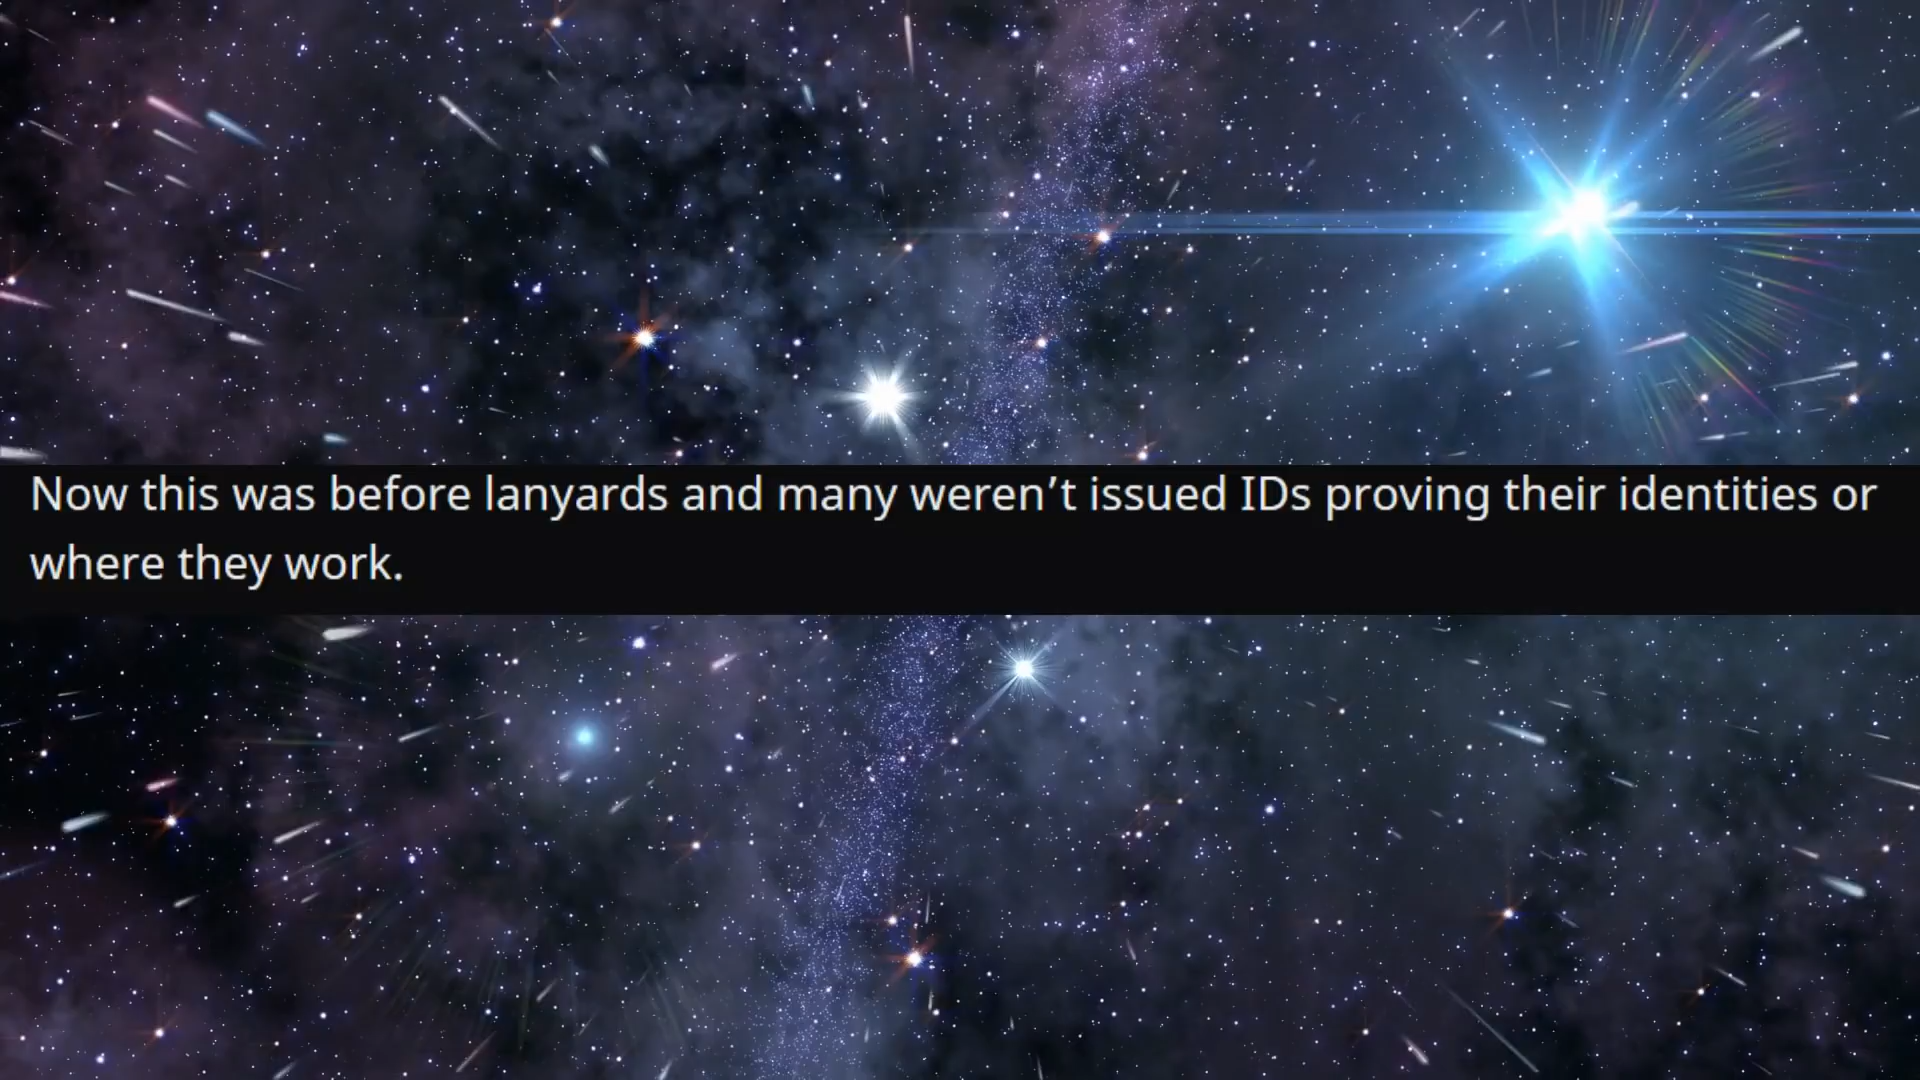 Now this was before lanyards and many weren’t issued IDs proving their identities or
where they work.